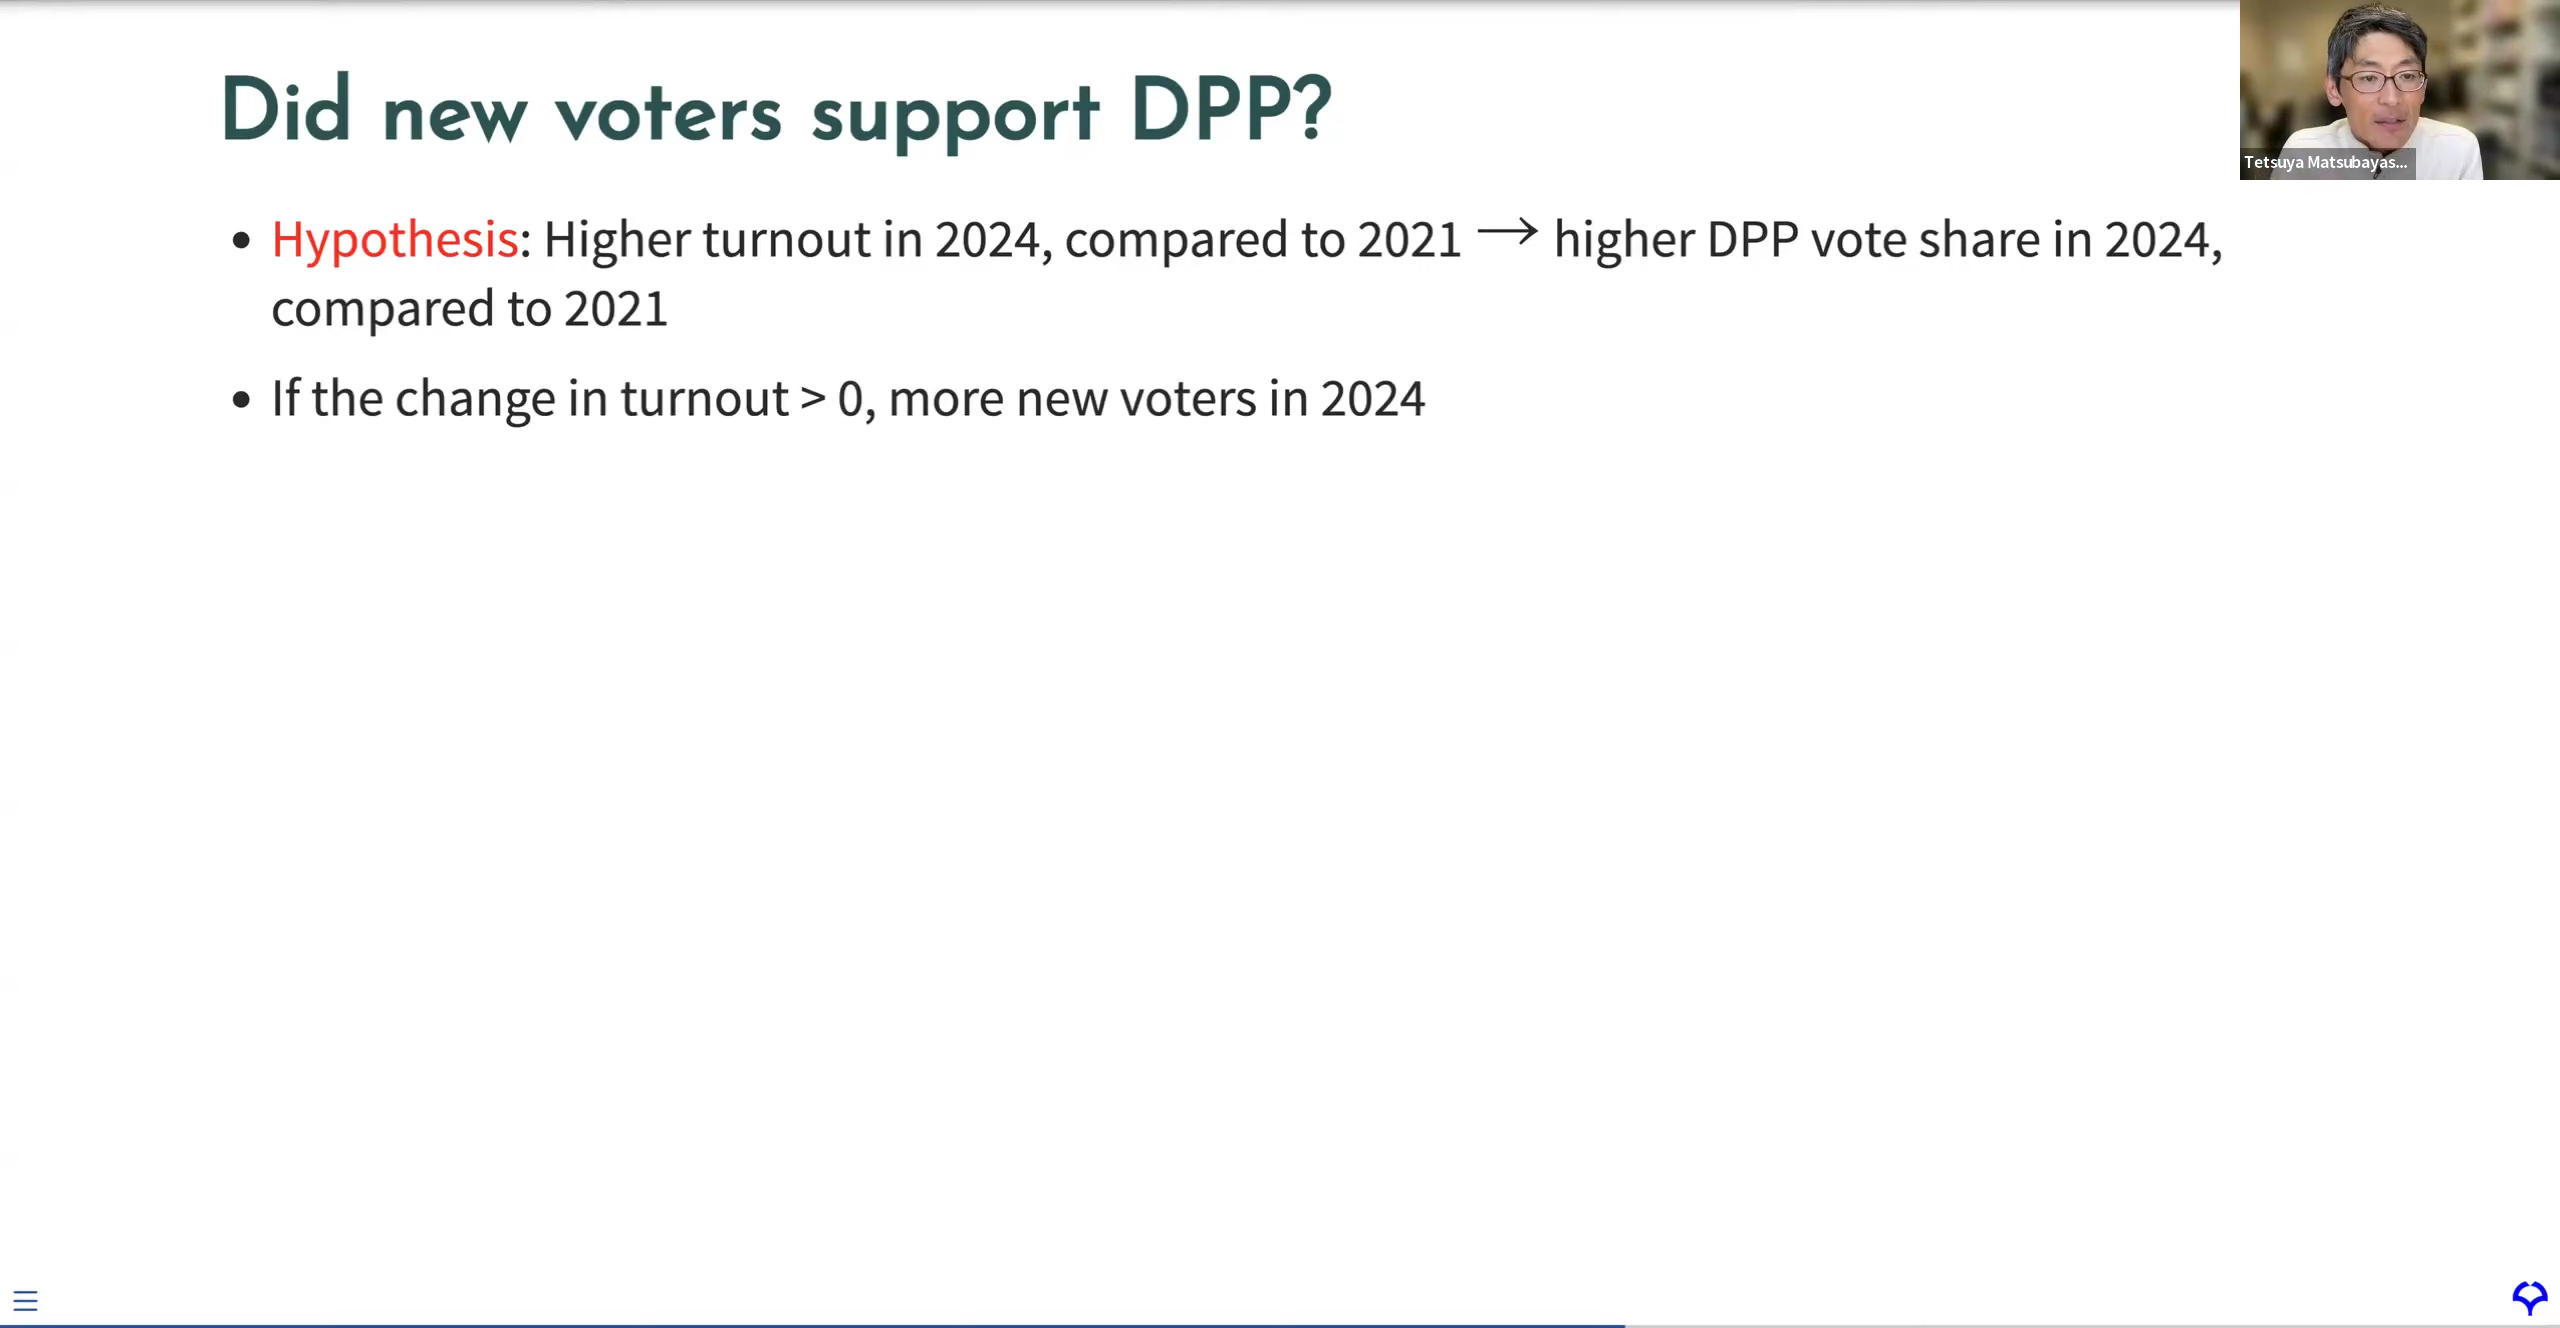 Did new voters support DPP?
Tetsuya Matsubayas...
• Hypothesis: Higher turnout in 2024, compared to 2021 → higher DPP vote share in 2024,
compared to 2021
• If the change in turnout > 0, more new voters in 2024